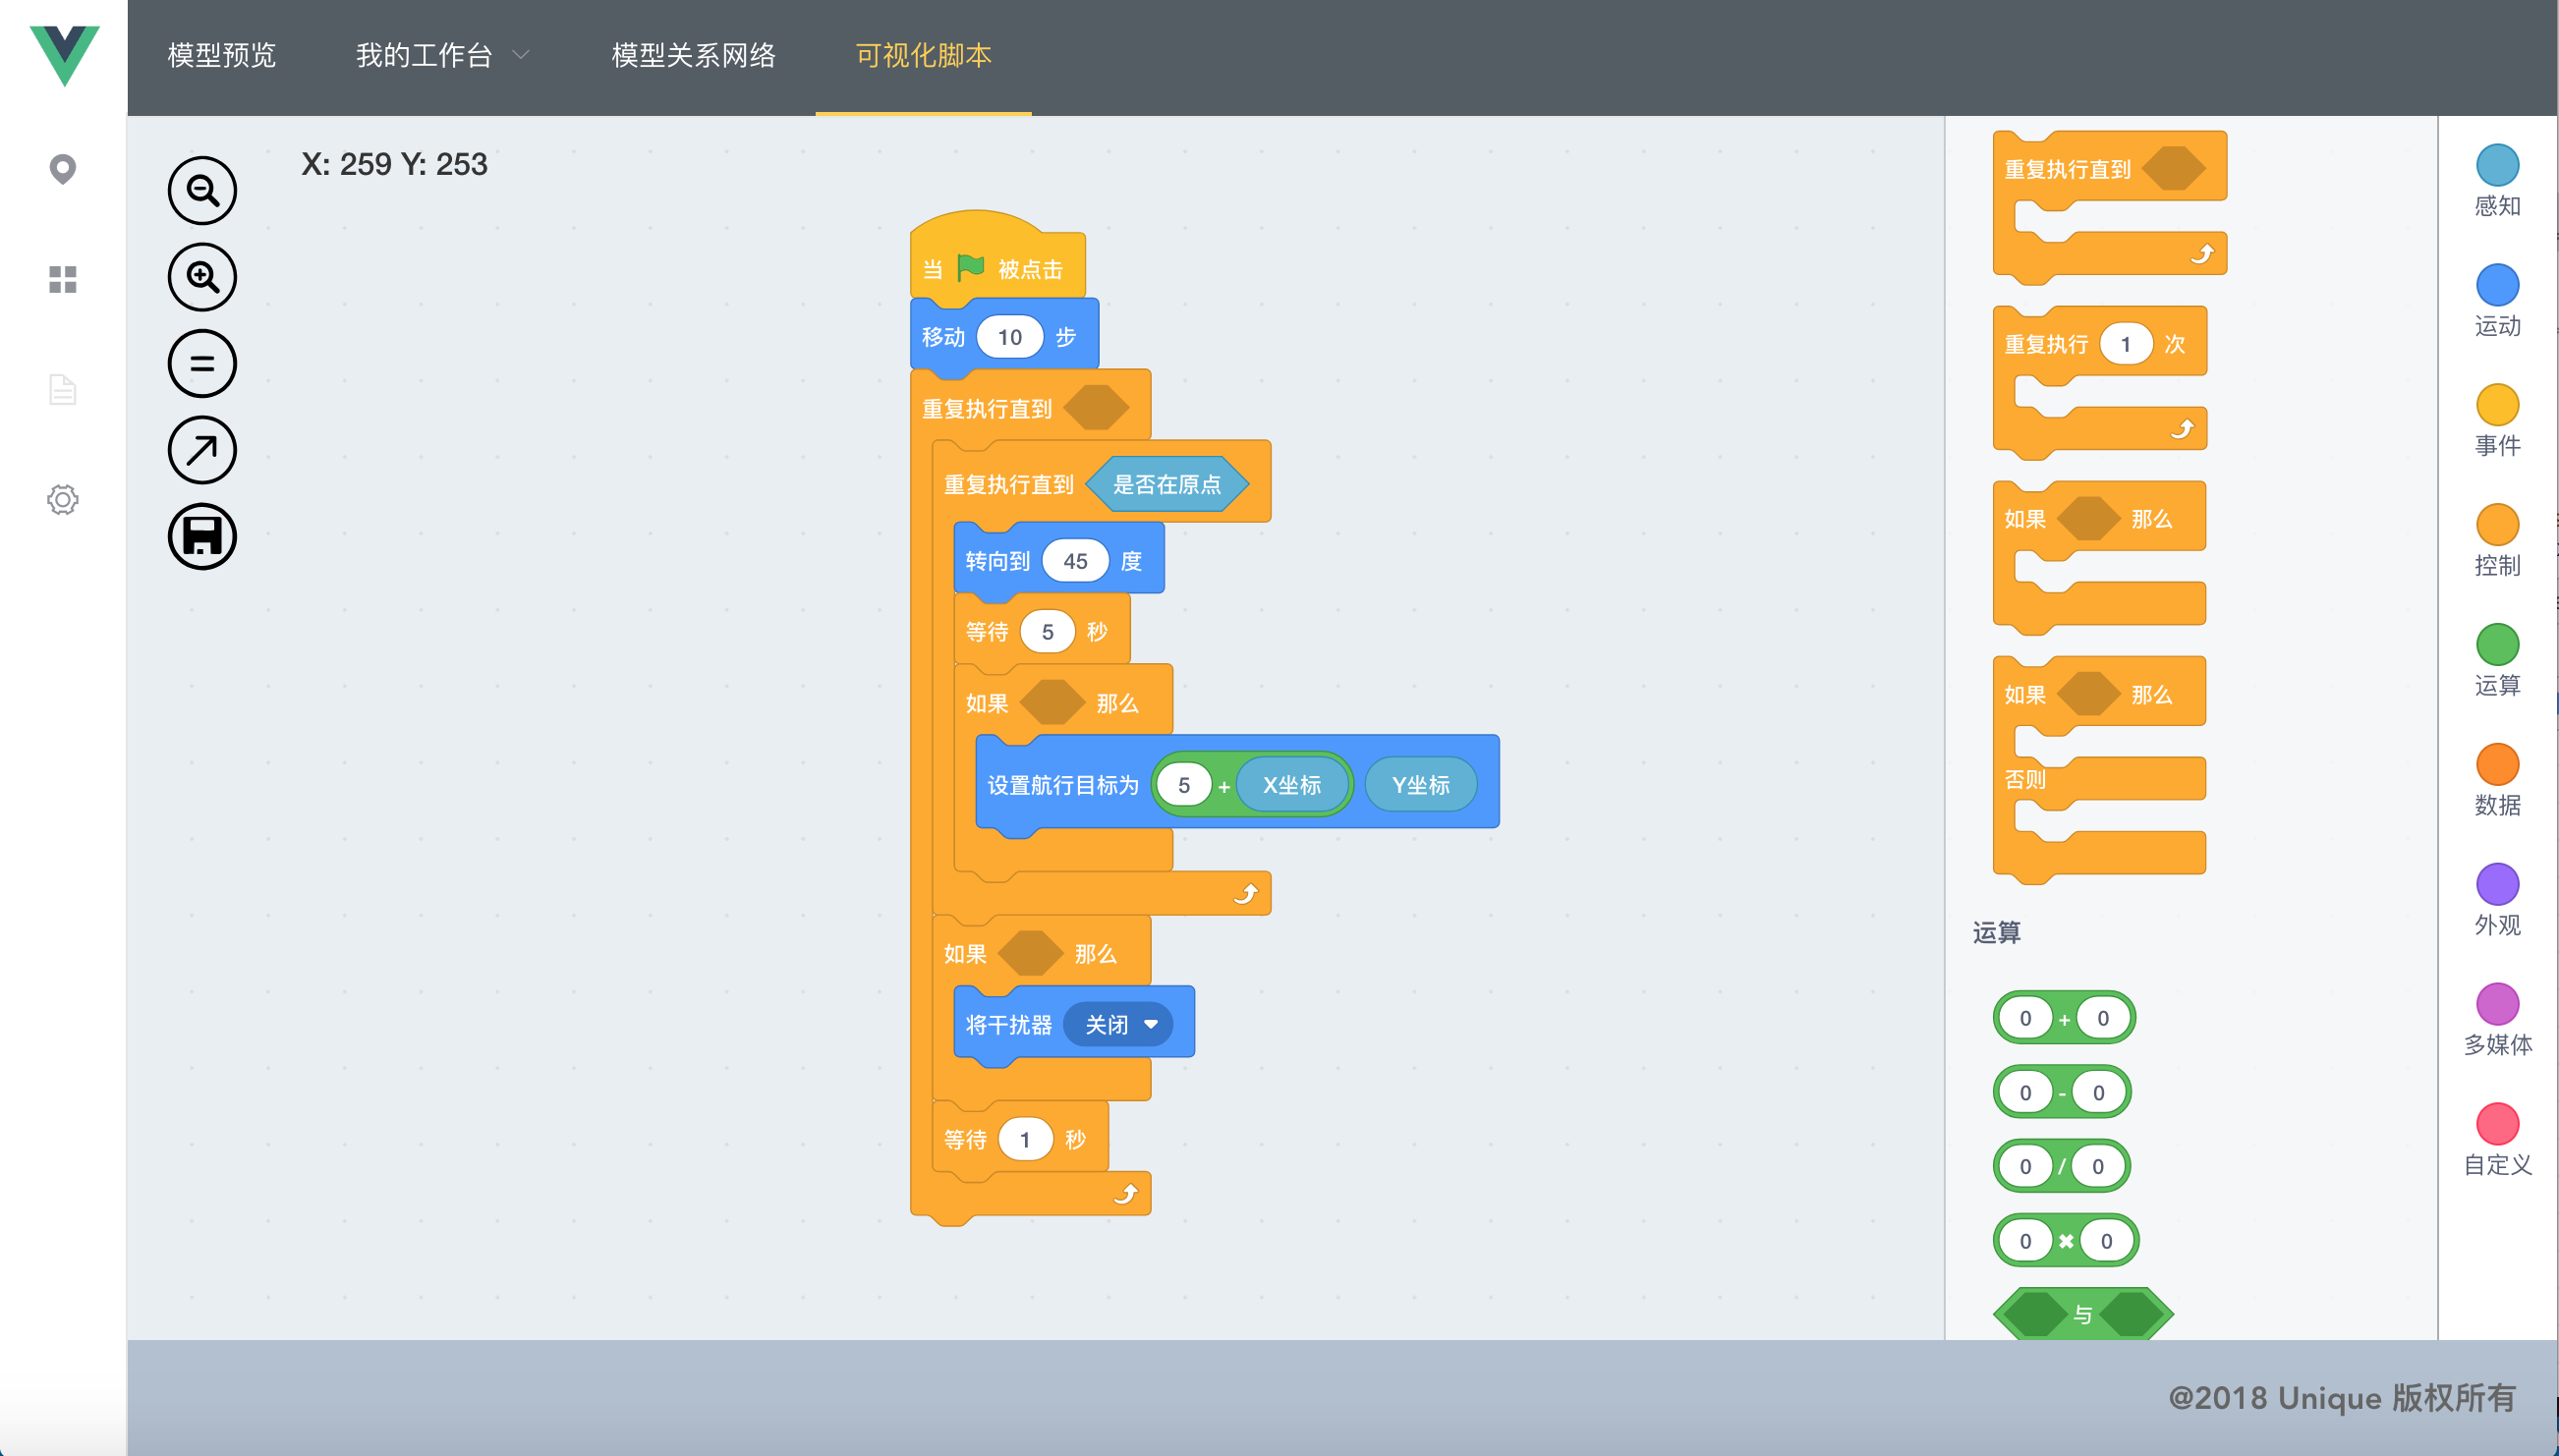 模型预览 我的工作台 模型关系网络 可视化脚本
X: 259 Y: 253
当 被点击
移动 10 步
重复执行直到
重复执行直到 是否在原点
转向到 45 度
等待 5 秒
如果 那么
设置航行目标为 5 + X坐标 Y坐标
如果 那么
将干扰器 关闭
等待 1 秒
重复执行直到
重复执行 1 次
如果 那么
如果 那么
否则
运算
0 + 0
0 - 0
0 / 0
0 × 0
与
感知
运动
事件
控制
运算
数据
外观
多媒体
自定义
@2018 Unique 版权所有